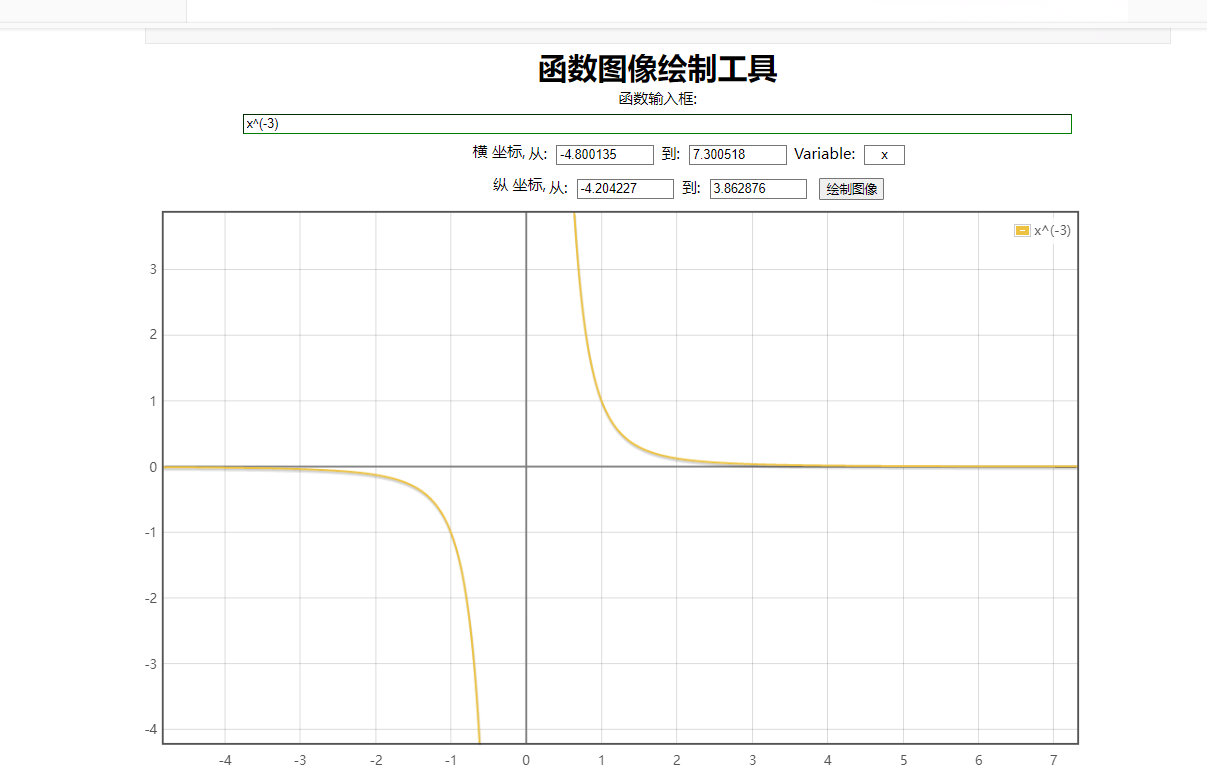 函数图像绘制工具
函数输入框:
x^(-3)
横 坐标, 从: -4.800135 到: 7.300518 Variable: x
纵 坐标, 从: -4.204227 到: 3.862876 绘制图像
x^(-3)
3
2
1
0
-1
-2
-3
-4
-4 -3 -2 -1 0 1 2 3 4 5 6 7